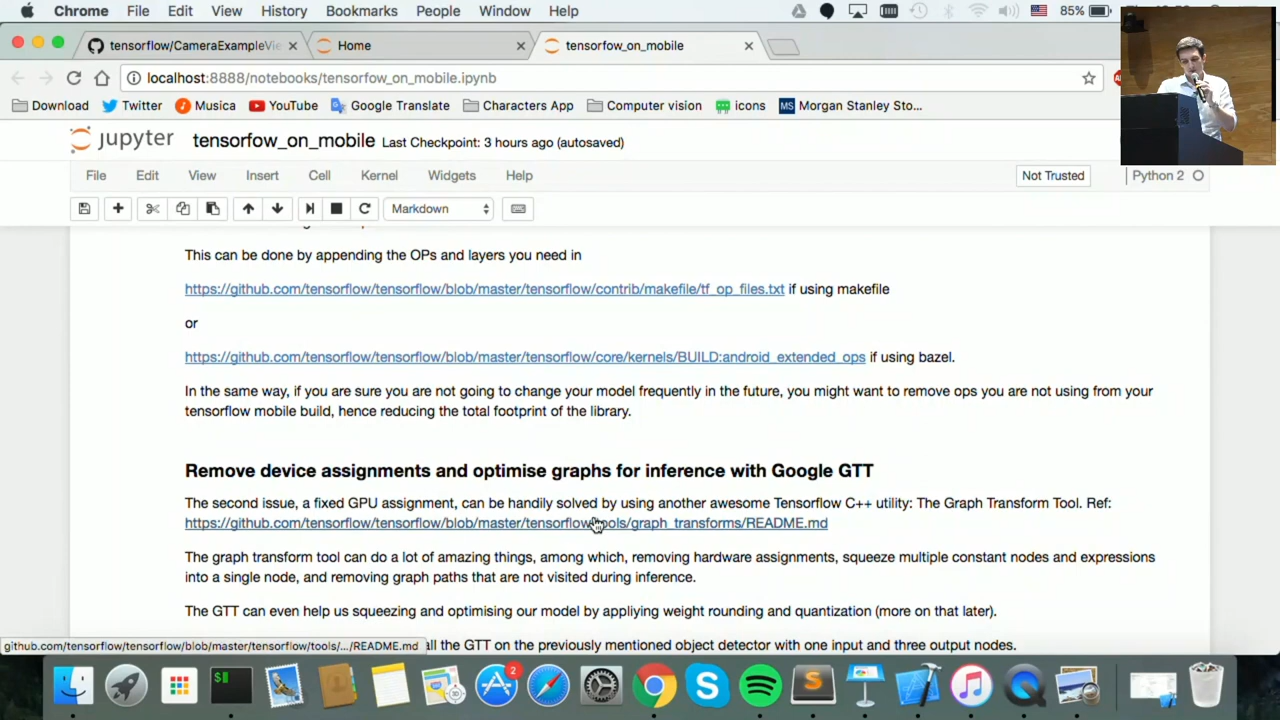 Chrome File Edit View History Bookmarks People Window Help 85%
tensorflow/CameraExampleVie Home tensorfow_on_mobile
localhost:8888/notebooks/tensorfow_on_mobile.ipynb
Download Twitter Musica YouTube Google Translate Characters App Computer vision icons MS Morgan Stanley Sto...
jupyter tensorfow_on_mobile Last Checkpoint: 3 hours ago (autosaved)
File Edit View Insert Cell Kernel Widgets Help Not Trusted Python 2
Markdown
This can be done by appending the OPs and layers you need in
https://github.com/tensorflow/tensorflow/blob/master/tensorflow/contrib/makefile/tf_op_files.txt if using makefile
or
https://github.com/tensorflow/tensorflow/blob/master/tensorflow/core/kernels/BUILD:android_extended_ops if using bazel.
In the same way, if you are sure you are not going to change your model frequently in the future, you might want to remove ops you are not using from your
tensorflow mobile build, hence reducing the total footprint of the library.
Remove device assignments and optimise graphs for inference with Google GTT
The second issue, a fixed GPU assignment, can be handily solved by using another awesome Tensorflow C++ utility: The Graph Transform Tool. Ref:
https://github.com/tensorflow/tensorflow/blob/master/tensorflow/tools/graph_transforms/README.md
The graph transform tool can do a lot of amazing things, among which, removing hardware assignments, squeeze multiple constant nodes and expressions
into a single node, and removing graph paths that are not visited during inference.
The GTT can even help us squeezing and optimising our model by applying weight rounding and quantization (more on that later).
github.com/tensorflow/tensorflow/blob/master/tensorflow/tools/.../README.md all the GTT on the previously mentioned object detector with one input and three output nodes.
$ 2 S